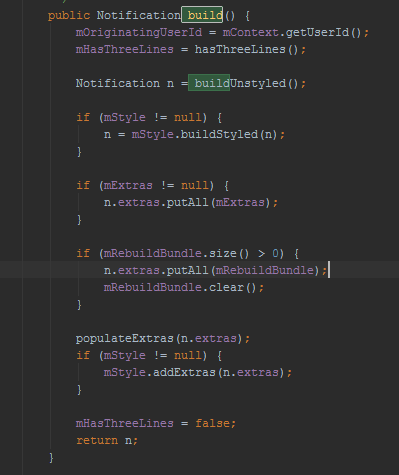 public Notification build() {
mOriginatingUserId = mContext.getUserId();
mHasThreeLines = hasThreeLines();
Notification n = buildUnstyled();
if (mStyle != null) {
n = mStyle.buildStyled(n);
}
if (mExtras != null) {
n.extras.putAll(mExtras);
}
if (mRebuildBundle.size() > 0) {
n.extras.putAll(mRebuildBundle);
mRebuildBundle.clear();
}
populateExtras(n.extras);
if (mStyle != null) {
mStyle.addExtras(n.extras);
}
mHasThreeLines = false;
return n;
}